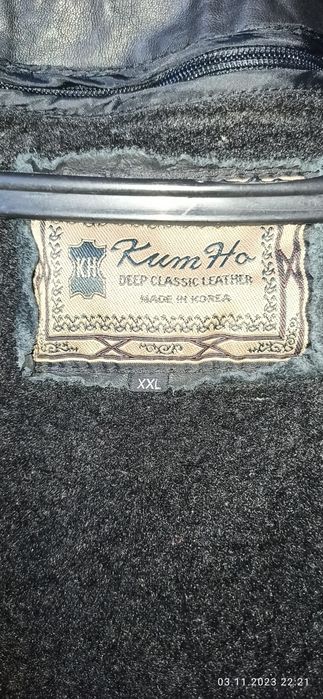 KH
Kum Ho
DEEP CLASSIC LEATHER
MADE IN KOREA
XXL
03.11.2023 22:21